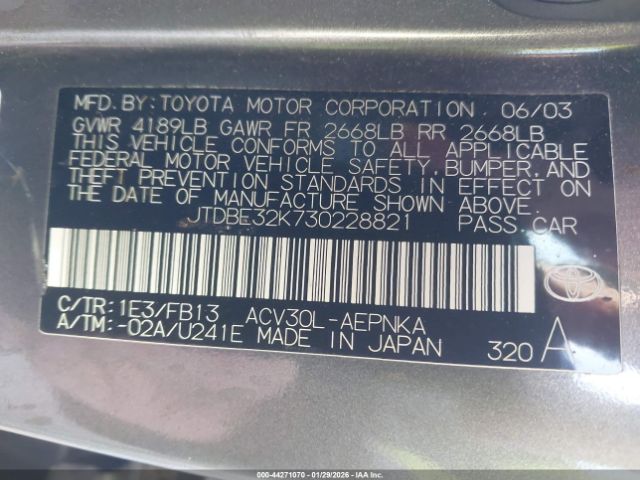 MFD. BY: TOYOTA MOTOR CORPORATION 06/03
GVWR 4189LB GAWR FR 2668LB RR 2668LB
THIS VEHICLE CONFORMS TO ALL APPLICABLE
FEDERAL MOTOR VEHICLE SAFETY, BUMPER, AND
THEFT PREVENTION STANDARDS IN EFFECT ON
THE DATE OF MANUFACTURE SHOWN ABOVE.
JTDBE32K730228821 PASS. CAR
C/TR: 1E3/FB13 ACV30L-AEPNKA
A/TM: -02A/U241E MADE IN JAPAN 320 A
000-44271070 | 01/29/2026 - IAAI.COM